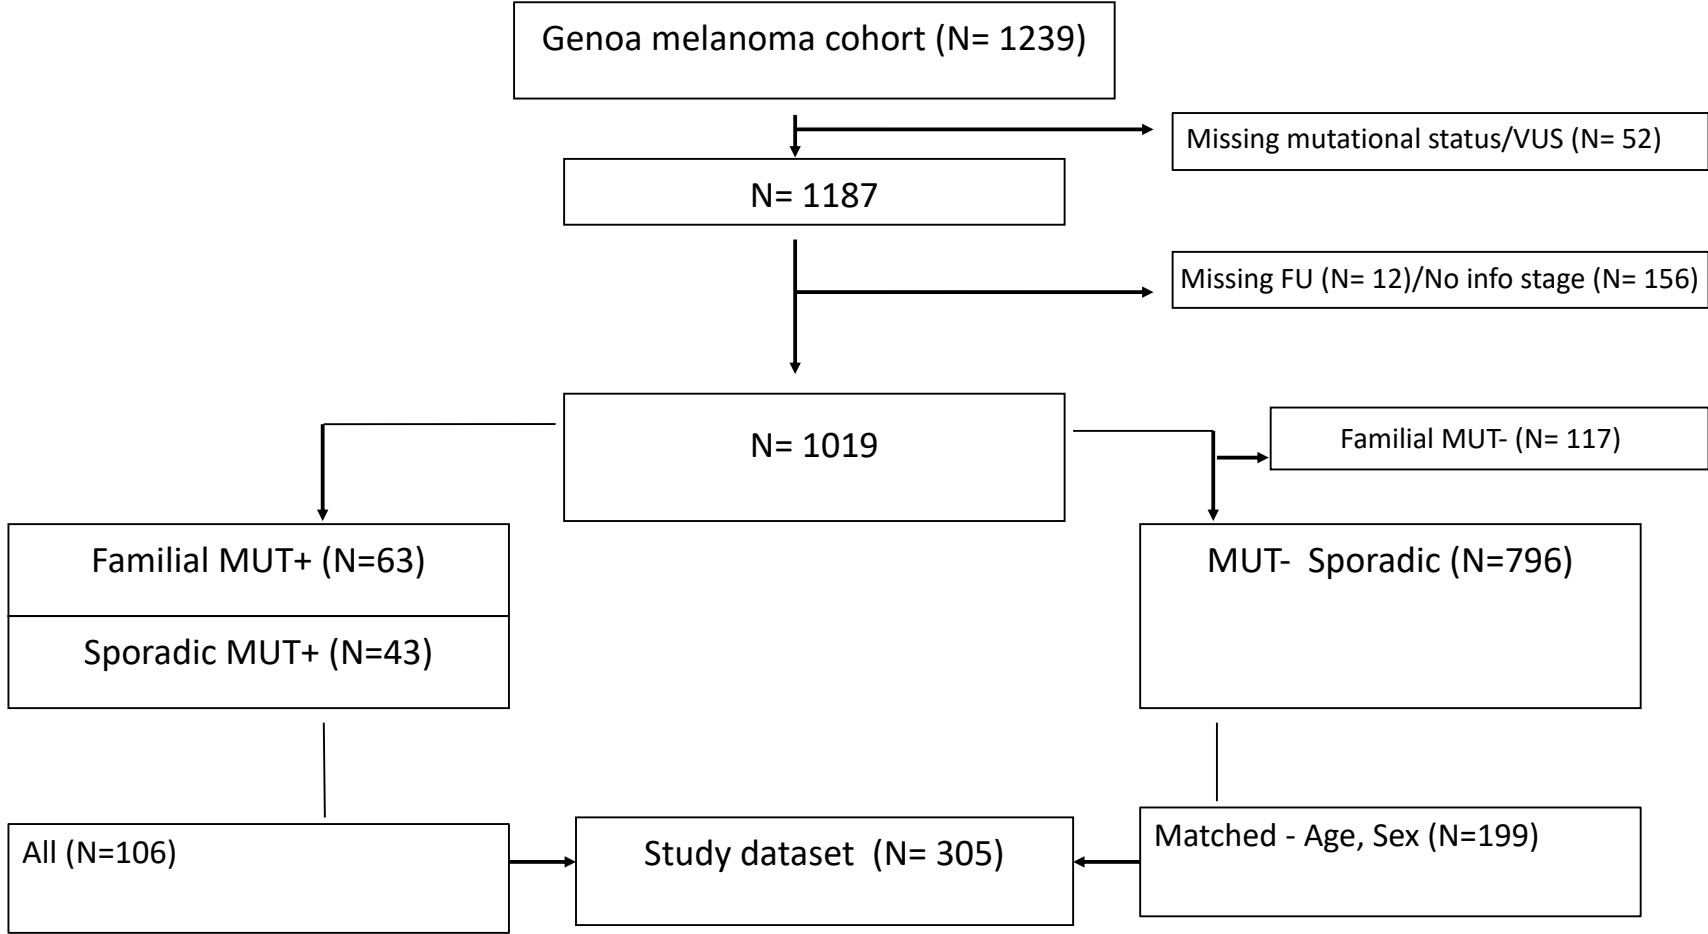 Genoa melanoma cohort (N= 1239)
Missing mutational status/VUS (N= 52)
N= 1187
Missing FU (N= 12)/No info stage (N= 156)
N= 1019
Familial MUT- (N= 117)
Familial MUT+ (N=63)
MUT-  Sporadic (N=796)
Sporadic MUT+ (N=43)
All (N=106)
Study dataset  (N= 305)
Matched - Age, Sex (N=199)